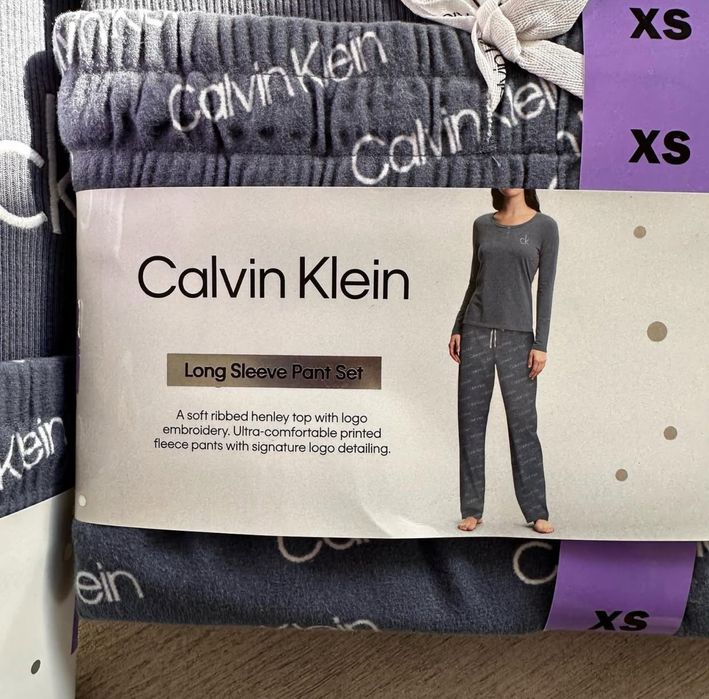 XS
Calvin Klein
Calvin Klein
XS
CK
Calvin Klein
ck
Long Sleeve Pant Set
A soft ribbed henley top with logo
embroidery. Ultra-comfortable printed
fleece pants with signature logo detailing.
Klein
ein
XS